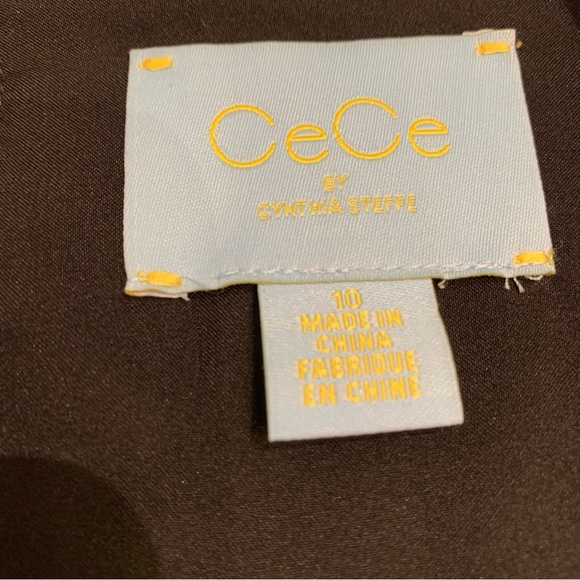 CeCe
BY
CYNTHIA STEFFE
10
MADE IN
CHINA
FABRIQUE
EN CHINE